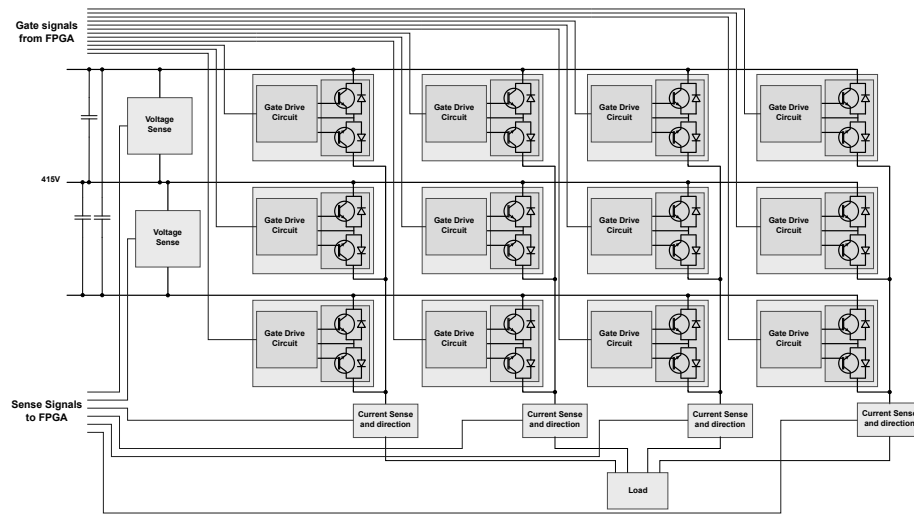 Gate signals
from FPGA
Gate Drive
Circuit
Gate Drive
Circuit
Gate Drive
Circuit
Gate Drive
Circuit
Voltage
Sense
415V
Gate Drive
Circuit
Gate Drive
Circuit
Gate Drive
Circuit
Gate Drive
Circuit
Voltage
Sense
Gate Drive
Circuit
Gate Drive
Circuit
Gate Drive
Circuit
Gate Drive
Circuit
Sense Signals
to FPGA
Current Sense
and direction
Current Sense
and direction
Current Sense
and direction
Current Sense
and direction
Load